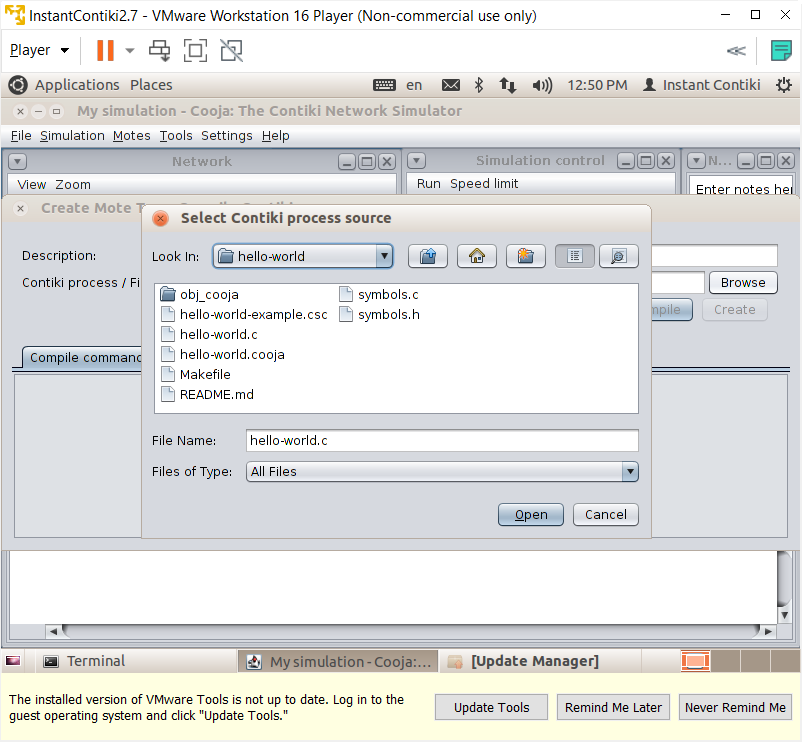 InstantContiki2.7 - VMware Workstation 16 Player (Non-commercial use only)
Player
Applications Places en 12:50 PM Instant Contiki
My simulation - Cooja: The Contiki Network Simulator
File Simulation Motes Tools Settings Help
Network Simulation control N...
View Zoom Run Speed limit Enter notes her
Create Mote T
Select Contiki process source
Description:
Look In: hello-world
Contiki process / Fi Browse
mpile Create
Compile command
obj_cooja symbols.c
hello-world-example.csc symbols.h
hello-world.c
hello-world.cooja
Makefile
README.md
File Name: hello-world.c
Files of Type: All Files
Open Cancel
Terminal My simulation - Cooja:... [Update Manager]
The installed version of VMware Tools is not up to date. Log in to the
guest operating system and click "Update Tools."
Update Tools Remind Me Later Never Remind Me